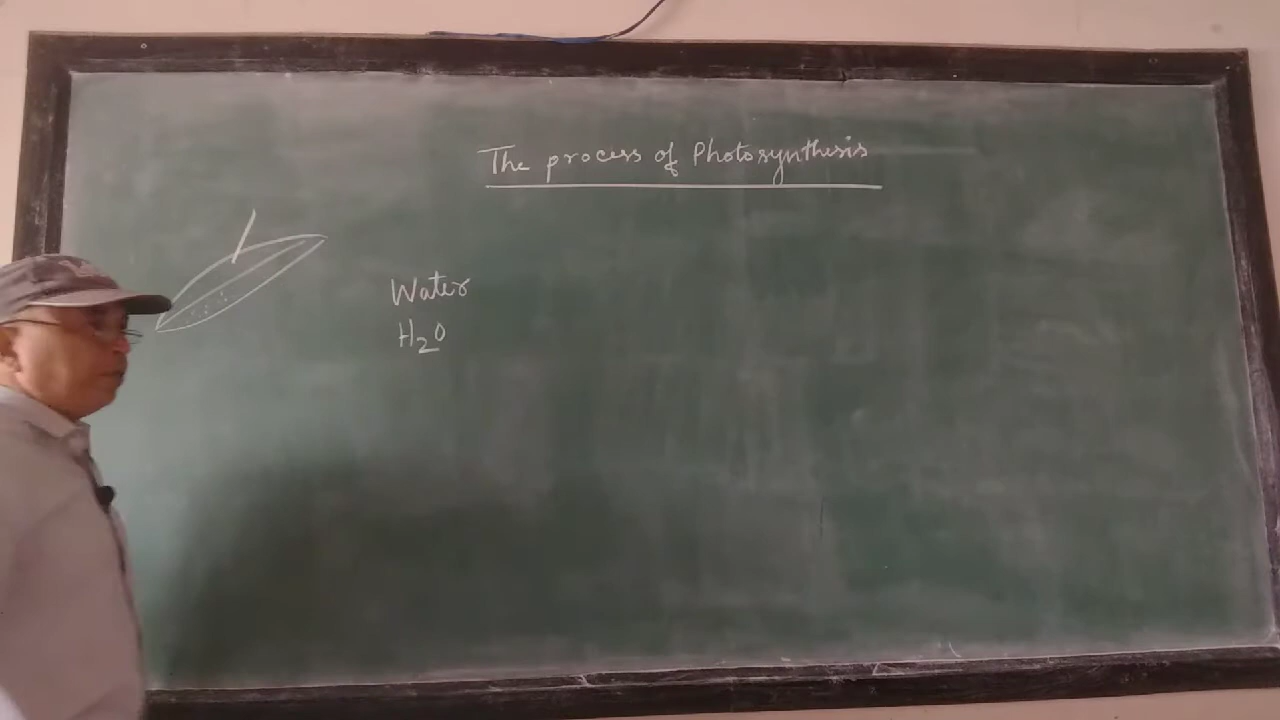 The process of Photosynthesis
Water
H₂O